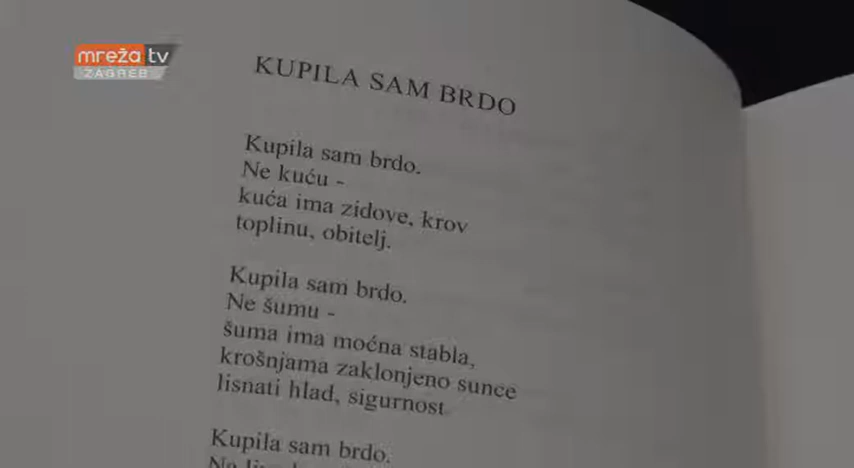 mreža tv
ZAGREB
KUPILA SAM BRDO
Kupila sam brdo.
Ne kuću -
kuća ima zidove, krov
toplinu, obitelj.
Kupila sam brdo.
Ne šumu -
šuma ima moćna stabla,
krošnjama zaklonjeno sunce
lisnati hlad, sigurnost
Kupila sam brdo.
Ne